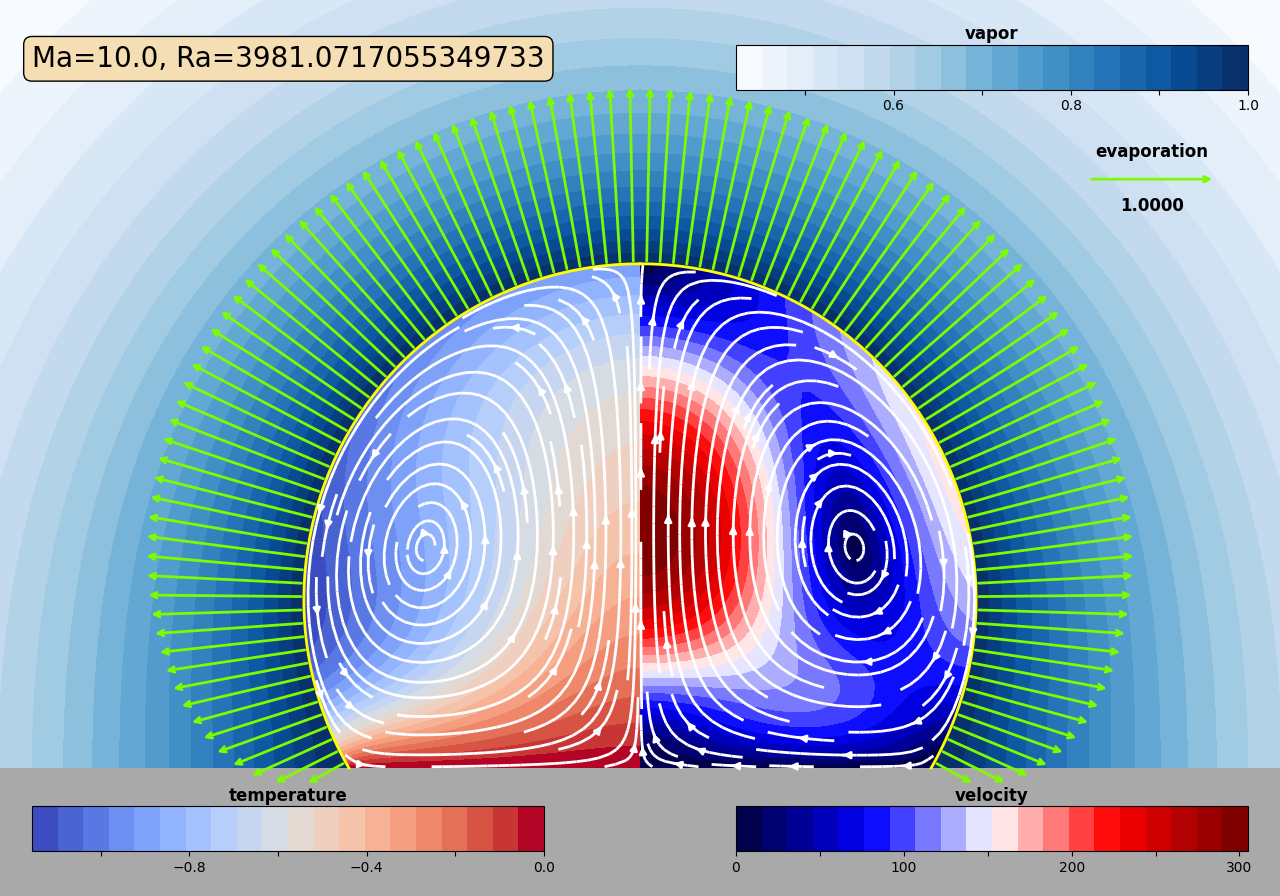 Ma=10.0, Ra=3981.0717055349733
vapor
0.6 0.8 1.0
evaporation
1.0000
temperature
−0.8 −0.4 0.0
velocity
0 100 200 300